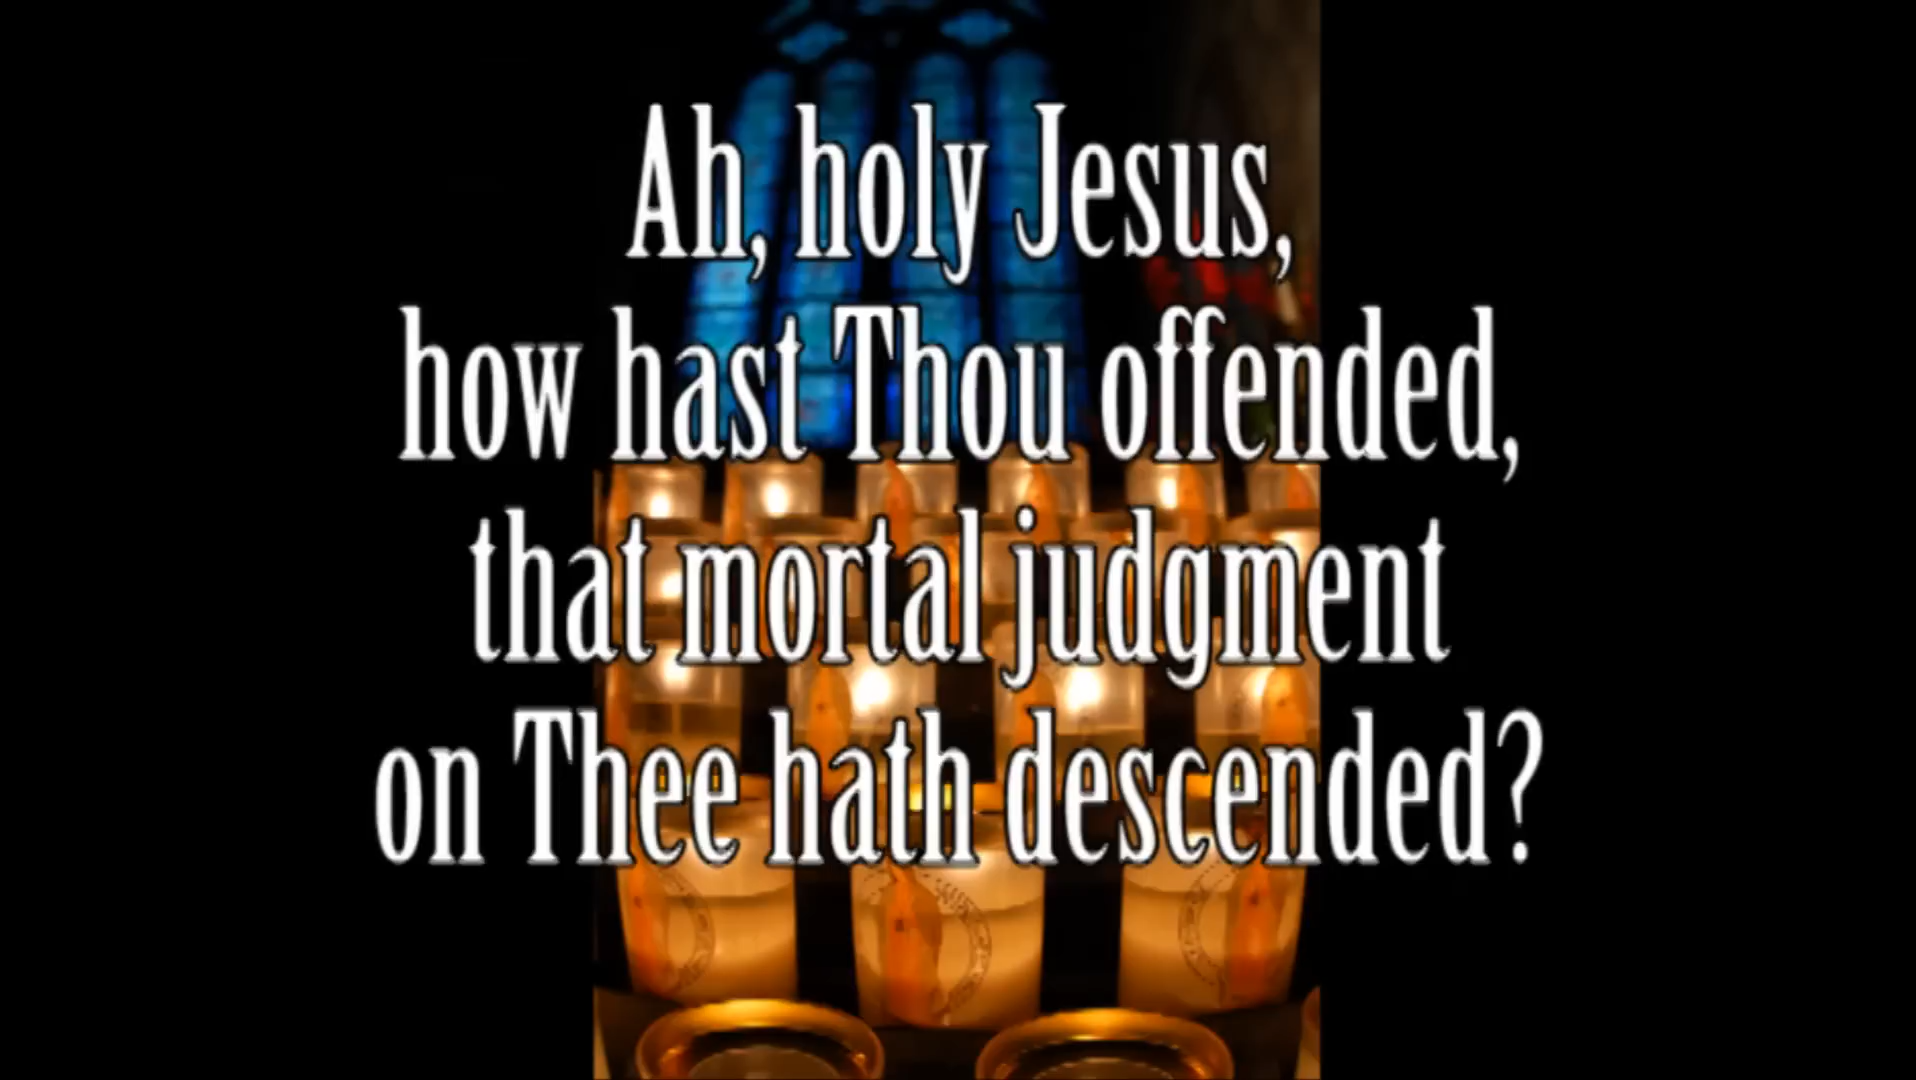 Ah, holy Jesus,
how hast Thou offended,
that mortal judgment
on Thee hath descended?